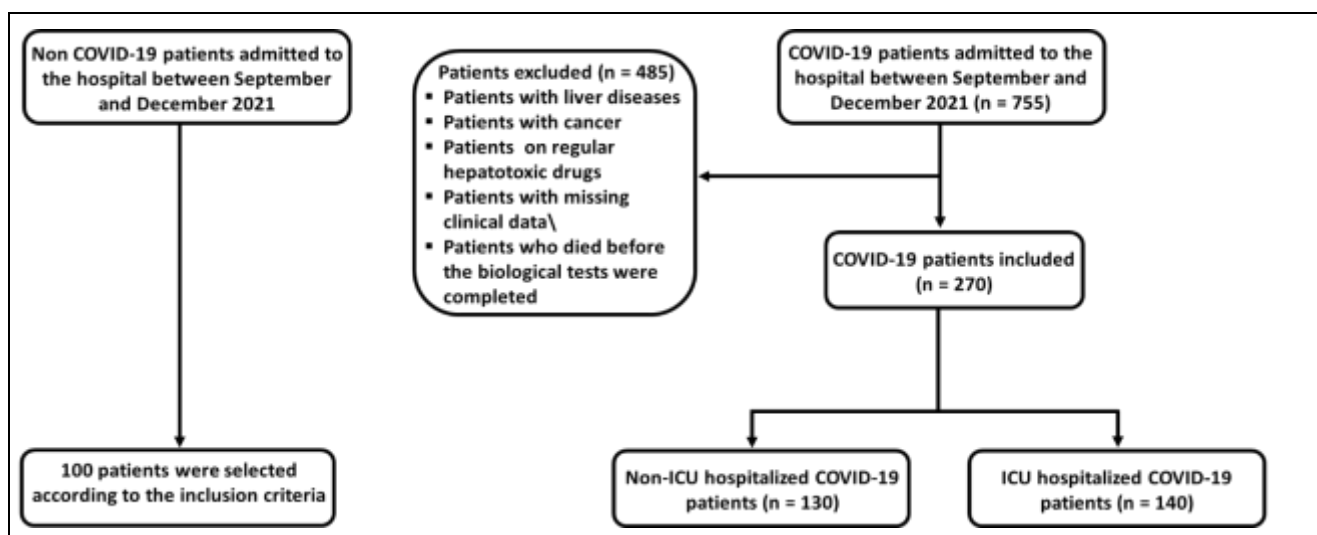 Non COVID-19 patients admitted to
the hospital between September
and December 2021
Patients excluded (n = 485)
▪ Patients with liver diseases
▪ Patients with cancer
▪ Patients on regular
hepatotoxic drugs
▪ Patients with missing
clinical data\
▪ Patients who died before
the biological tests were
completed
COVID-19 patients admitted to the
hospital between September and
December 2021 (n = 755)
COVID-19 patients included
(n = 270)
100 patients were selected
according to the inclusion criteria
Non-ICU hospitalized COVID-19
patients (n = 130)
ICU hospitalized COVID-19
patients (n = 140)